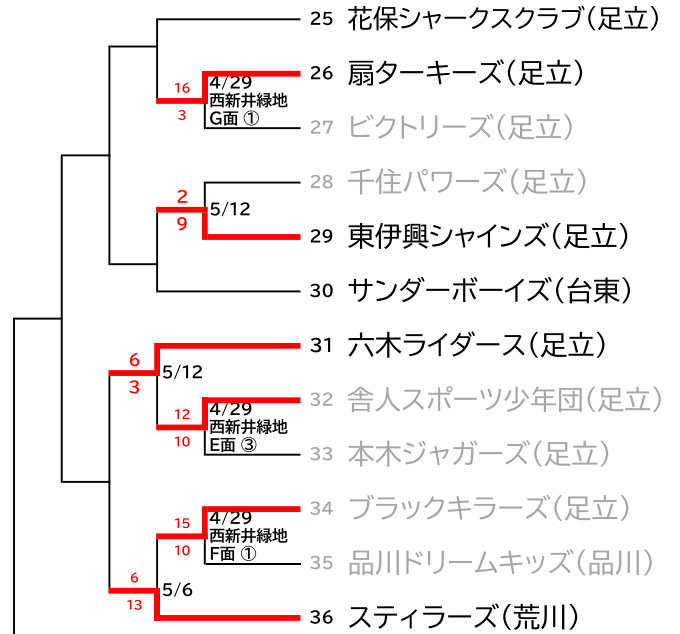 25 花保シャークスクラブ(足立)
26 扇ターキーズ(足立)
16
4/29
西新井緑地
3
G面 ①
27 ビクトリーズ(足立)
28 千住パワーズ(足立)
2
5/12
9
29 東伊興シャインズ(足立)
30 サンダーボーイズ(台東)
31 六木ライダース(足立)
6
5/12
3
32 舎人スポーツ少年団(足立)
12
4/29
西新井緑地
10
E面 ③
33 本木ジャガーズ(足立)
34 ブラックキラーズ(足立)
15
4/29
西新井緑地
10
F面 ①
35 品川ドリームキッズ(品川)
6
5/6
13
36 スティラーズ(荒川)